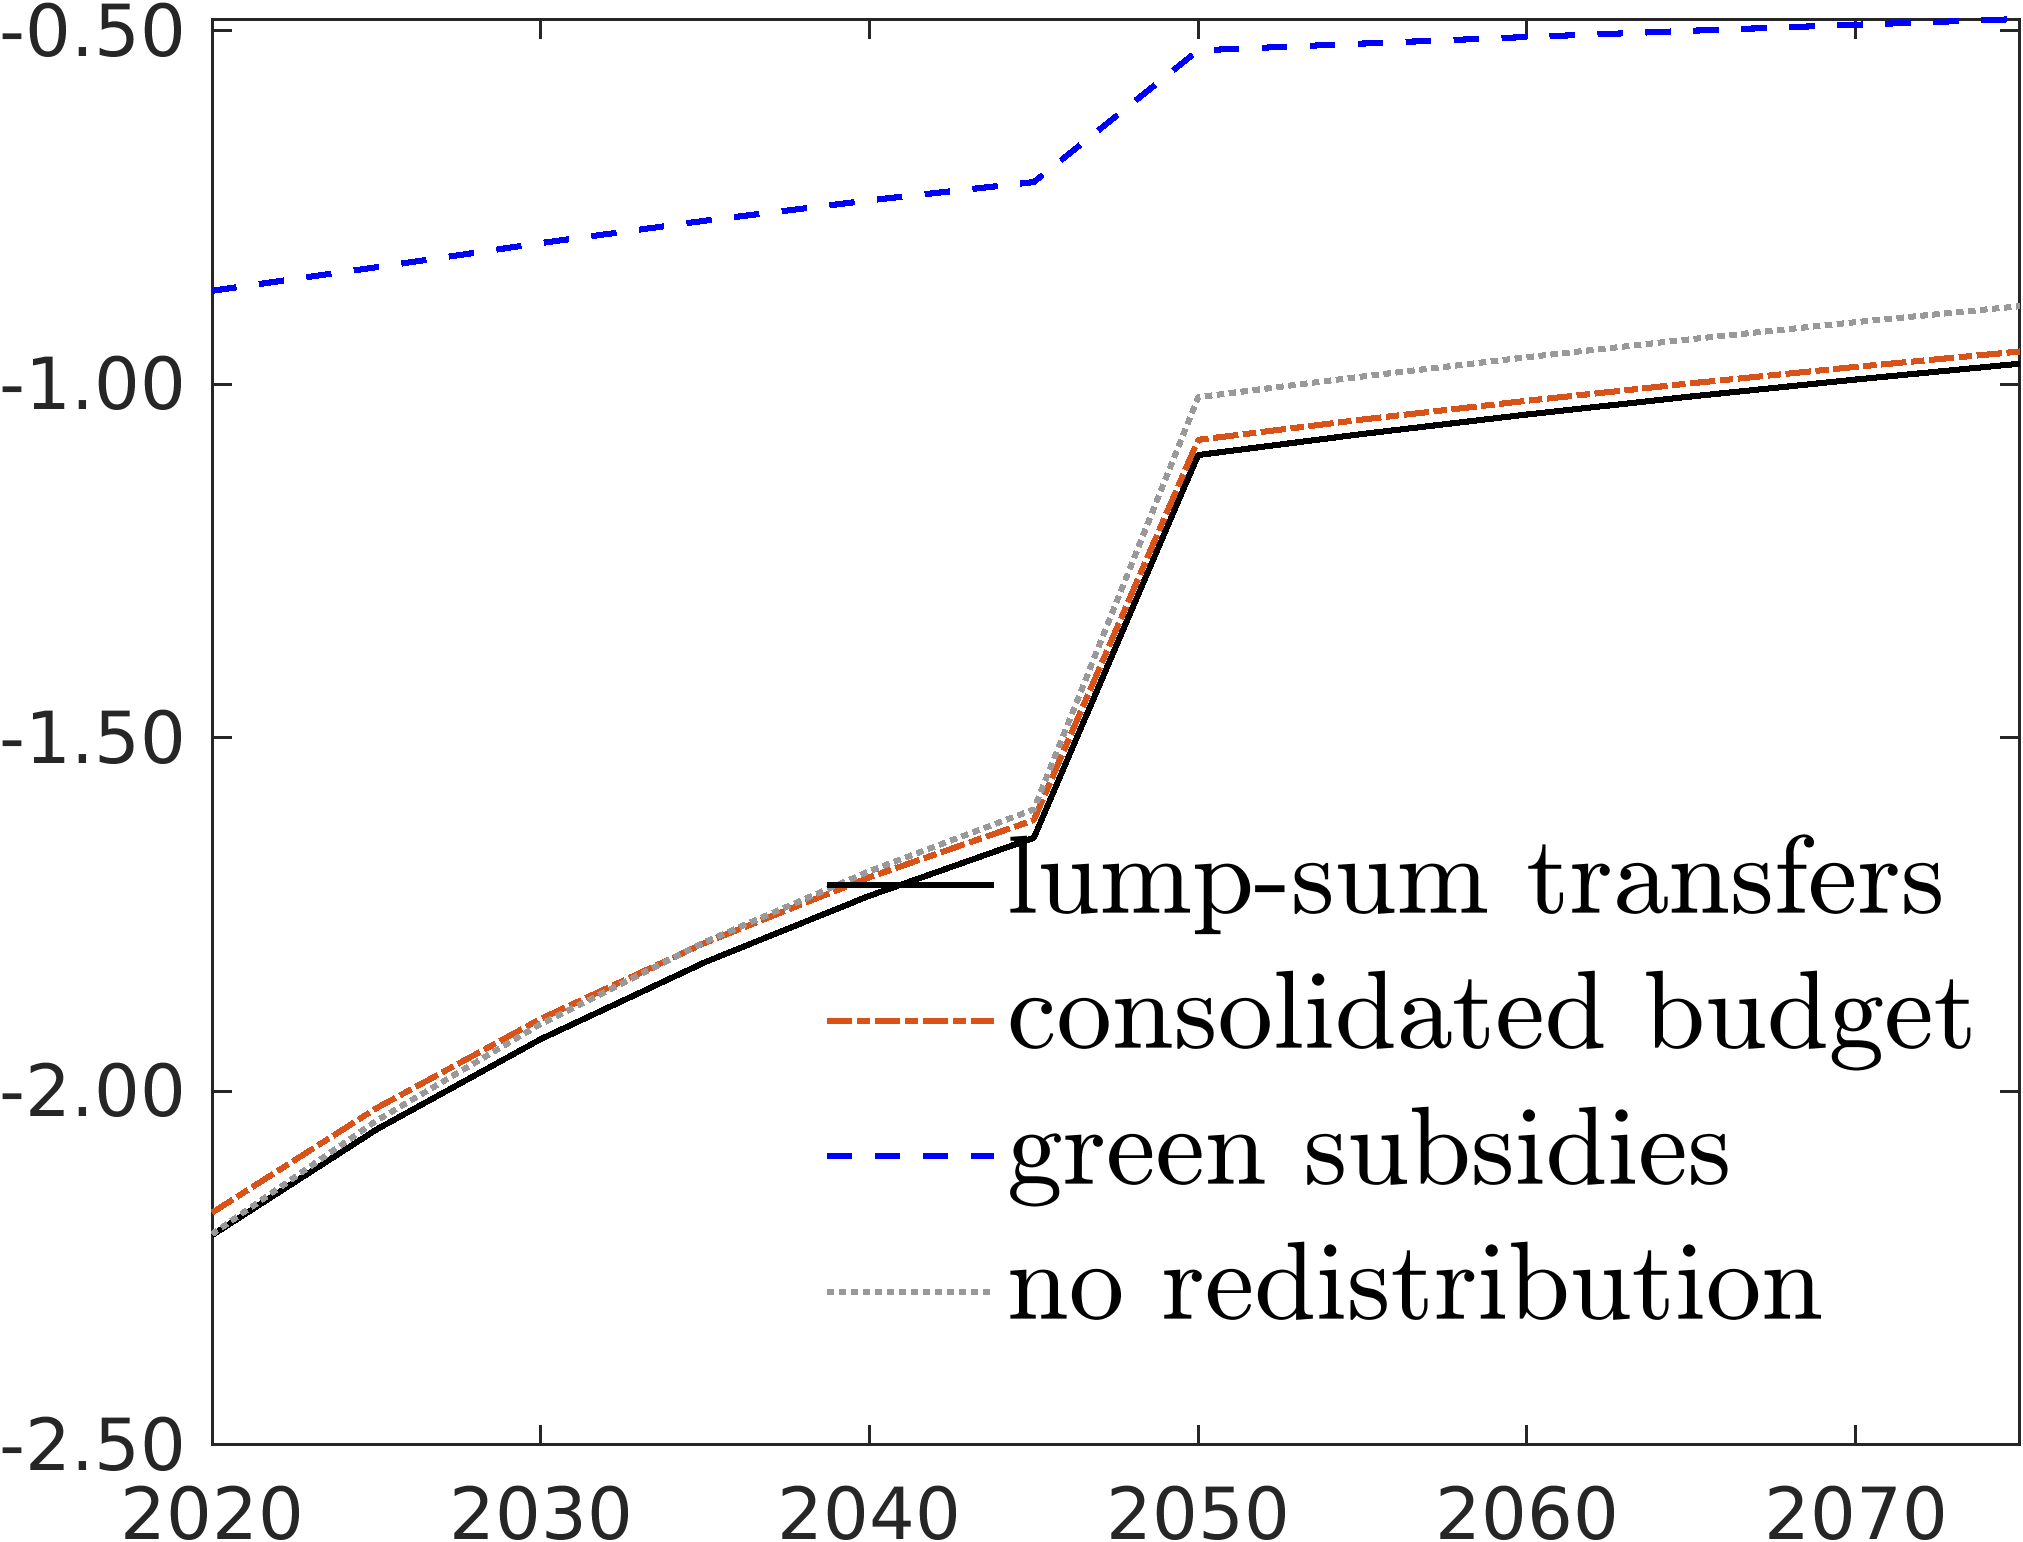 -0.50
-1.00
-1.50
-2.00
-2.50
2020 2030 2040 2050 2060 2070
lump-sum transfers
consolidated budget
green subsidies
no redistribution